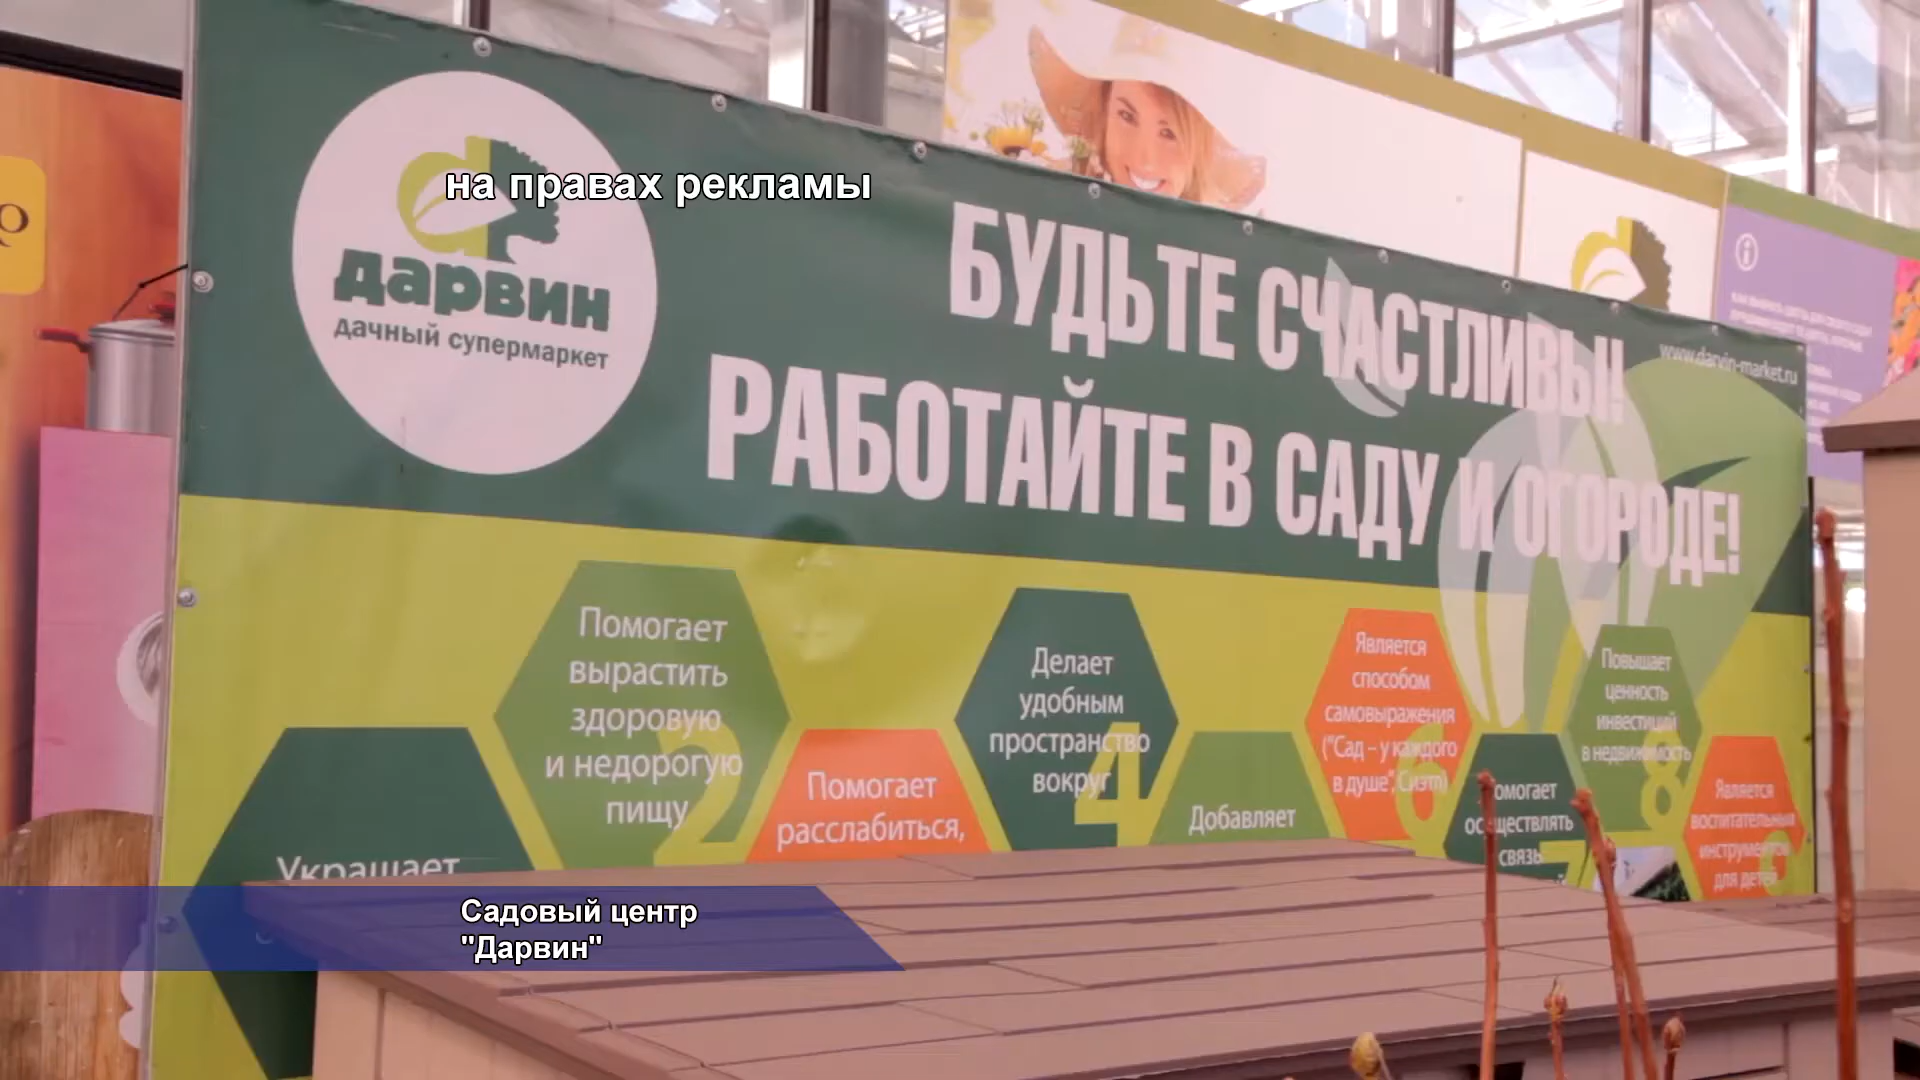 на правах рекламы
дарвин
дачный супермаркет
БУДЬТЕ СЧАСТЛИВЫ!
РАБОТАЙТЕ В САДУ И ОГОРОДЕ!
www.darvin-market.ru
Украшает
Помогает
вырастить
здоровую
и недорогую
пищу
2
Помогает
расслабиться,
Делает
удобным
пространство
вокруг
4
Добавляет
Является
способом
самовыражения
("Сад – у каждого
в душе", Сиэтл)
6
Помогает
осуществлять
связь
7
Повышает
ценность
инвестиций
в недвижимость
8
Является
воспитательным
инструментом
для детей
9
Садовый центр
"Дарвин"